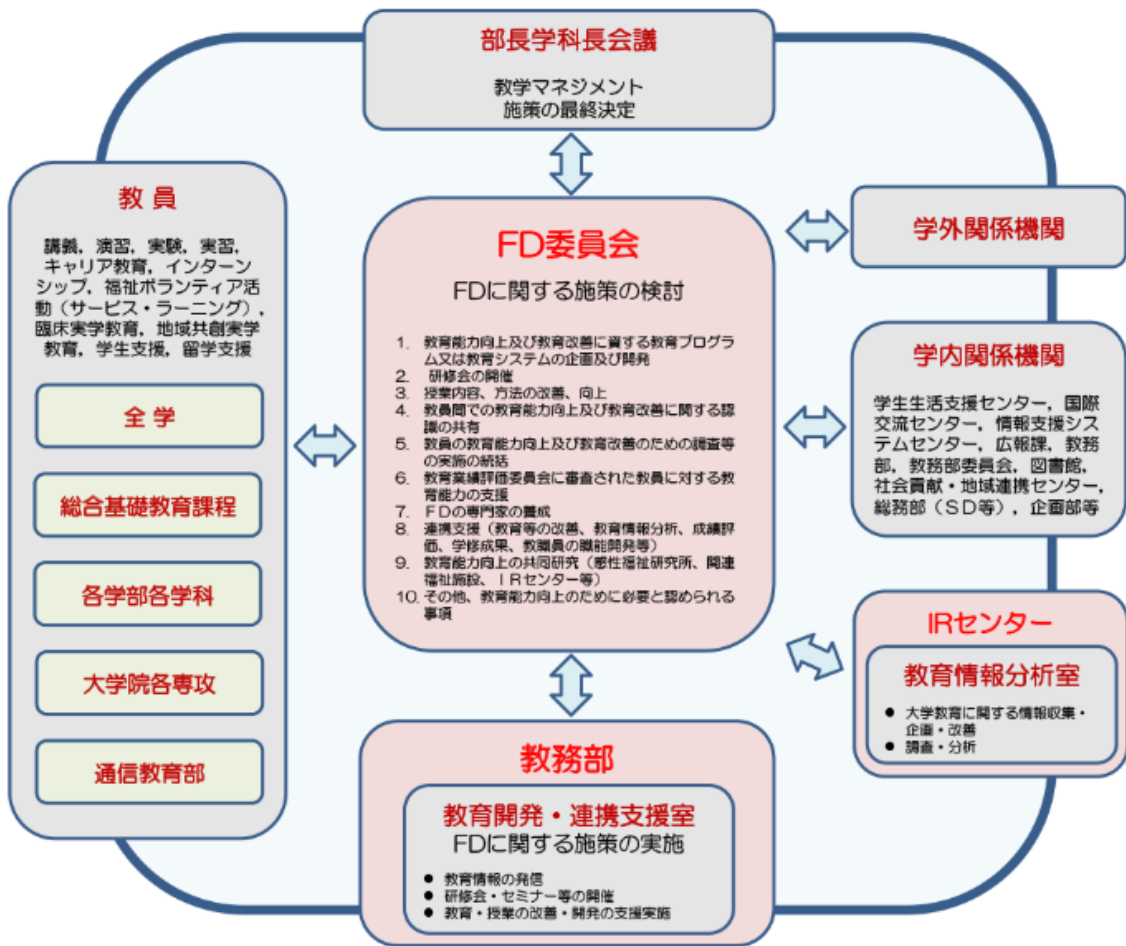 部長学科長会議
教学マネジメント
施策の最終決定
教 員
講義，演習，実験，実習，
キャリア教育，インターン
シップ，福祉ボランティア活
動（サービス・ラーニング），
臨床実学教育，地域共創実学
教育，学生支援，留学支援
全 学
総合基礎教育課程
各学部各学科
大学院各専攻
通信教育部
FD委員会
FDに関する施策の検討
1. 教育能力向上及び教育改善に資する教育プログラ
ム又は教育システムの企画及び開発
2. 研修会の開催
3. 授業内容、方法の改善、向上
4. 教員間での教育能力向上及び教育改善に関する認
識の共有
5. 教員の教育能力向上及び教育改善のための調査等
の実施の統括
6. 教育業績評価委員会に審査された教員に対する教
育能力の支援
7. FDの専門家の養成
8. 連携支援（教育等の改善、教育情報分析、成績評
価、学修成果、教職員の職能開発等）
9. 教育能力向上の共同研究（感性福祉研究所、関連
福祉施設、IRセンター等）
10. その他、教育能力向上のために必要と認められる
事項
学外関係機関
学内関係機関
学生生活支援センター，国際
交流センター，情報支援シス
テムセンター，広報課，教務
部，教務部委員会，図書館，
社会貢献・地域連携センター，
総務部（SD等），企画部等
IRセンター
教育情報分析室
● 大学教育に関する情報収集・
企画・改善
● 調査・分析
教務部
教育開発・連携支援室
FDに関する施策の実施
● 教育情報の発信
● 研修会・セミナー等の開催
● 教育・授業の改善・開発の支援実施